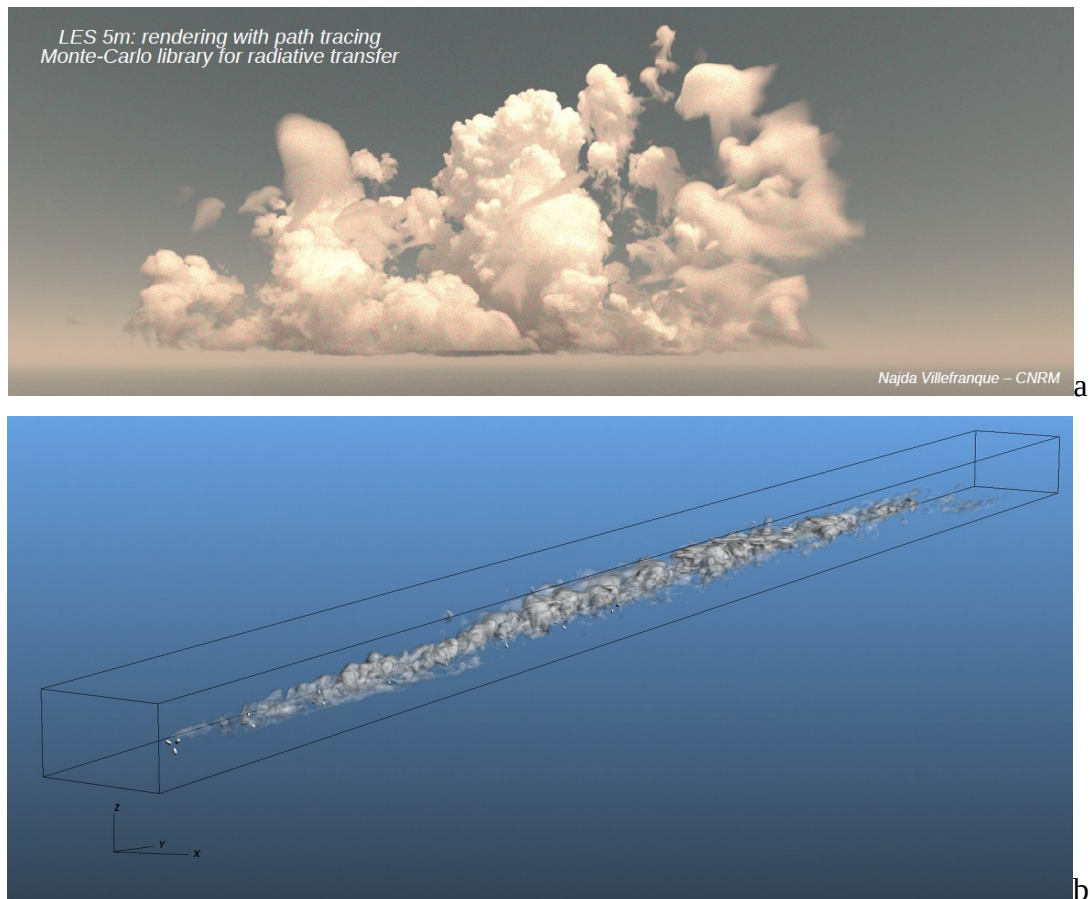 LES 5m: rendering with path tracing
Monte-Carlo library for radiative transfer
Najda Villefranque – CNRM
a
Z
Y
X
b